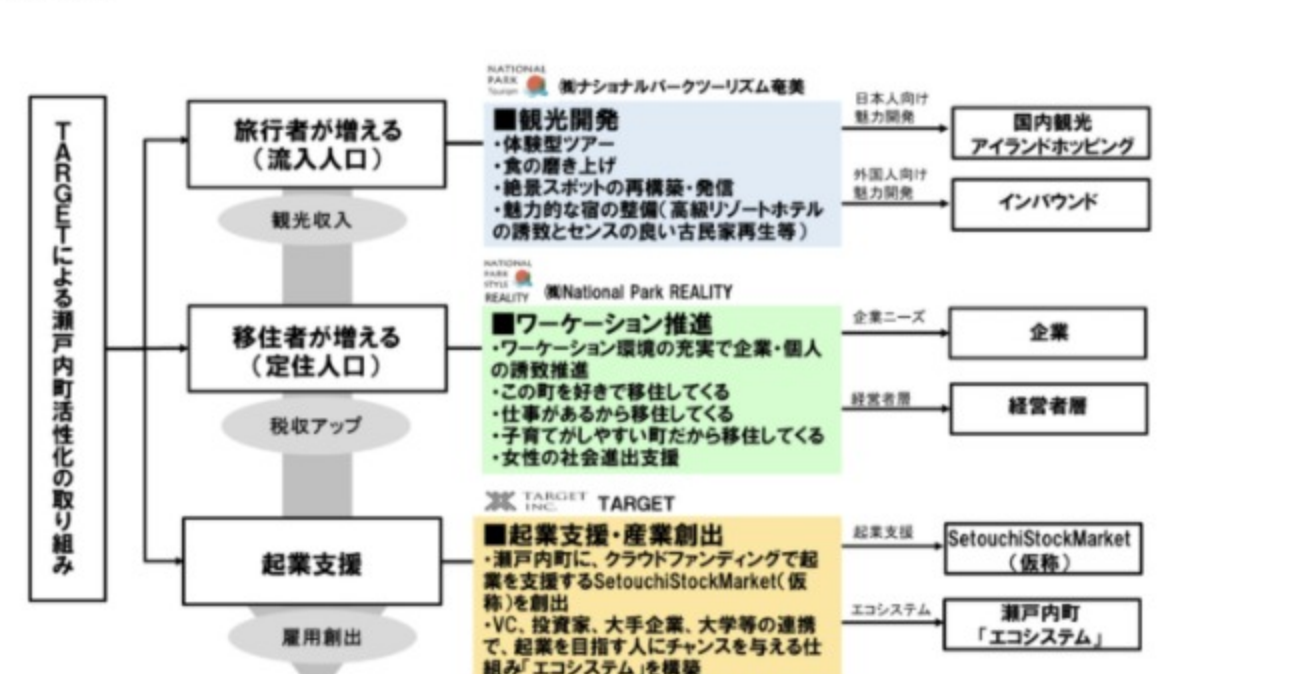 TARGETによる瀬戸内町活性化の取り組み
旅行者が増える
（流入人口）
観光収入
移住者が増える
（定住人口）
税収アップ
起業支援
雇用創出
NATIONAL
PARK
Tourism
㈱ナショナルパークツーリズム奄美
■観光開発
・体験型ツアー
・食の磨き上げ
・絶景スポットの再構築・発信
・魅力的な宿の整備（高級リゾートホテル
の誘致とセンスの良い古民家再生等）
日本人向け
魅力開発
国内観光
アイランドホッピング
外国人向け
魅力開発
インバウンド
NATIONAL
PARK
STYLE
REALITY
㈱National Park REALITY
■ワーケーション推進
・ワーケーション環境の充実で企業・個人
の誘致推進
・この町を好きで移住してくる
・仕事があるから移住してくる
・子育てがしやすい町だから移住してくる
・女性の社会進出支援
企業ニーズ
企業
経営者層
経営者層
TARGET
INC.
TARGET
■起業支援・産業創出
・瀬戸内町に、クラウドファンディングで起
業を支援するSetouchiStockMarket（仮
称）を創出
・VC、投資家、大手企業、大学等の連携
で、起業を目指す人にチャンスを与える仕
組み「エコシステム」を構築
起業支援
SetouchiStockMarket
（仮称）
エコシステム
瀬戸内町
「エコシステム」